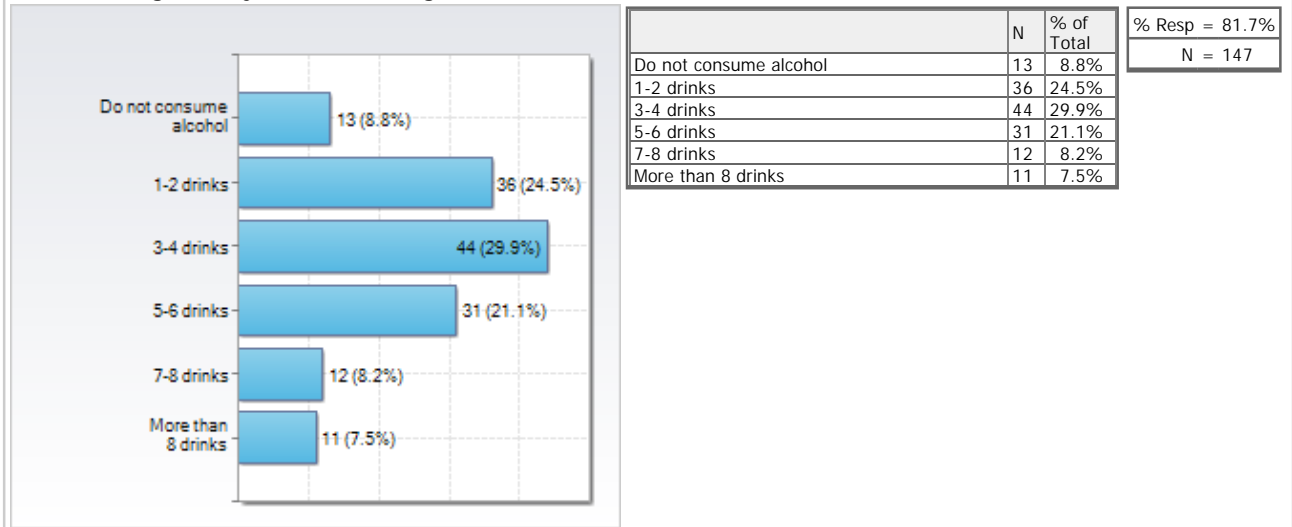 Do not consume
alcohol
13 (8.8%)
1-2 drinks
36 (24.5%)
3-4 drinks
44 (29.9%)
5-6 drinks
31 (21.1%)
7-8 drinks
12 (8.2%)
More than
8 drinks
11 (7.5%)
N % of Total
Do not consume alcohol 13 8.8%
1-2 drinks 36 24.5%
3-4 drinks 44 29.9%
5-6 drinks 31 21.1%
7-8 drinks 12 8.2%
More than 8 drinks 11 7.5%
% Resp = 81.7%
N = 147